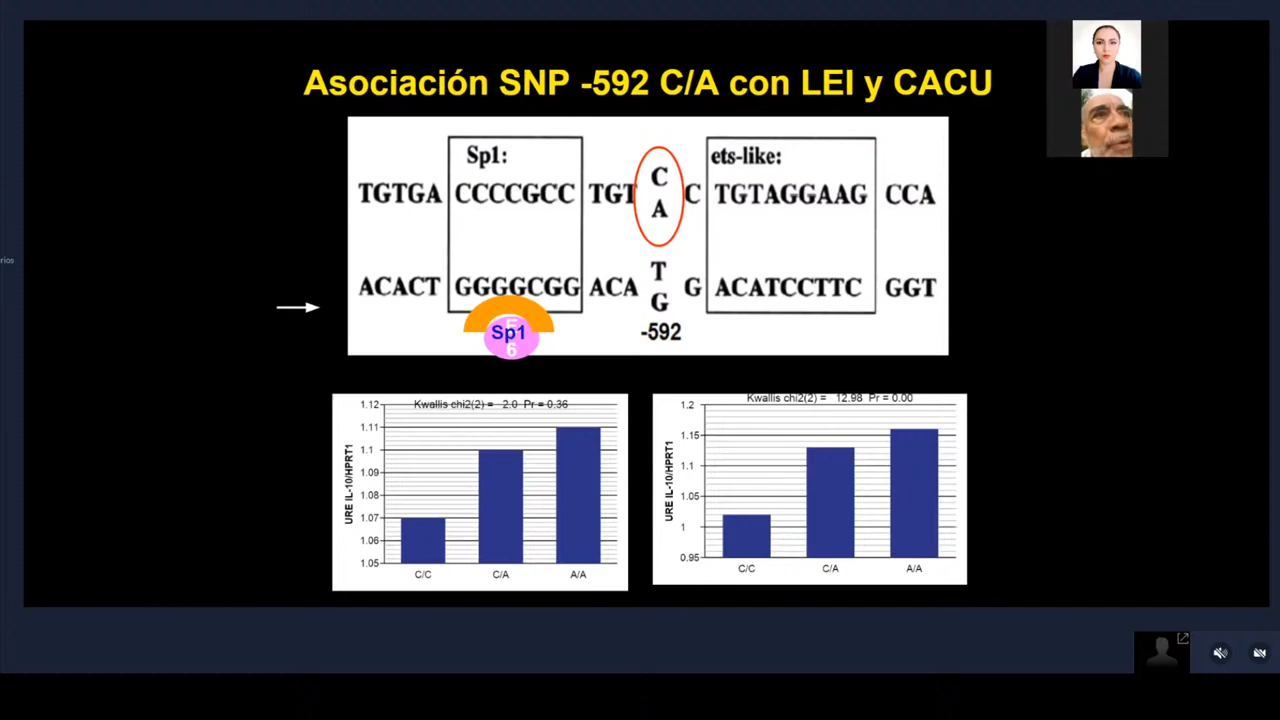 Asociación SNP -592 C/A con LEI y CACU
Sp1:
ets-like:
TGTGA CCCCGCC TGT C C TGTAGGAAG CCA
A
T
ACACT GGGGCGG ACA G ACATCCTTC GGT
G
-592
E
Sp1
6
rios
Kwallis chi2(2) = 2.0 Pr = 0.36
1.12
1.11
1.1
1.09
1.08
1.07
1.06
1.05
URE IL-10/HPRT1
C/C C/A A/A
Kwallis chi2(2) = 12.98 Pr = 0.00
1.2
1.15
1.1
1.05
1
0.95
URE IL-10/HPRT1
C/C C/A A/A